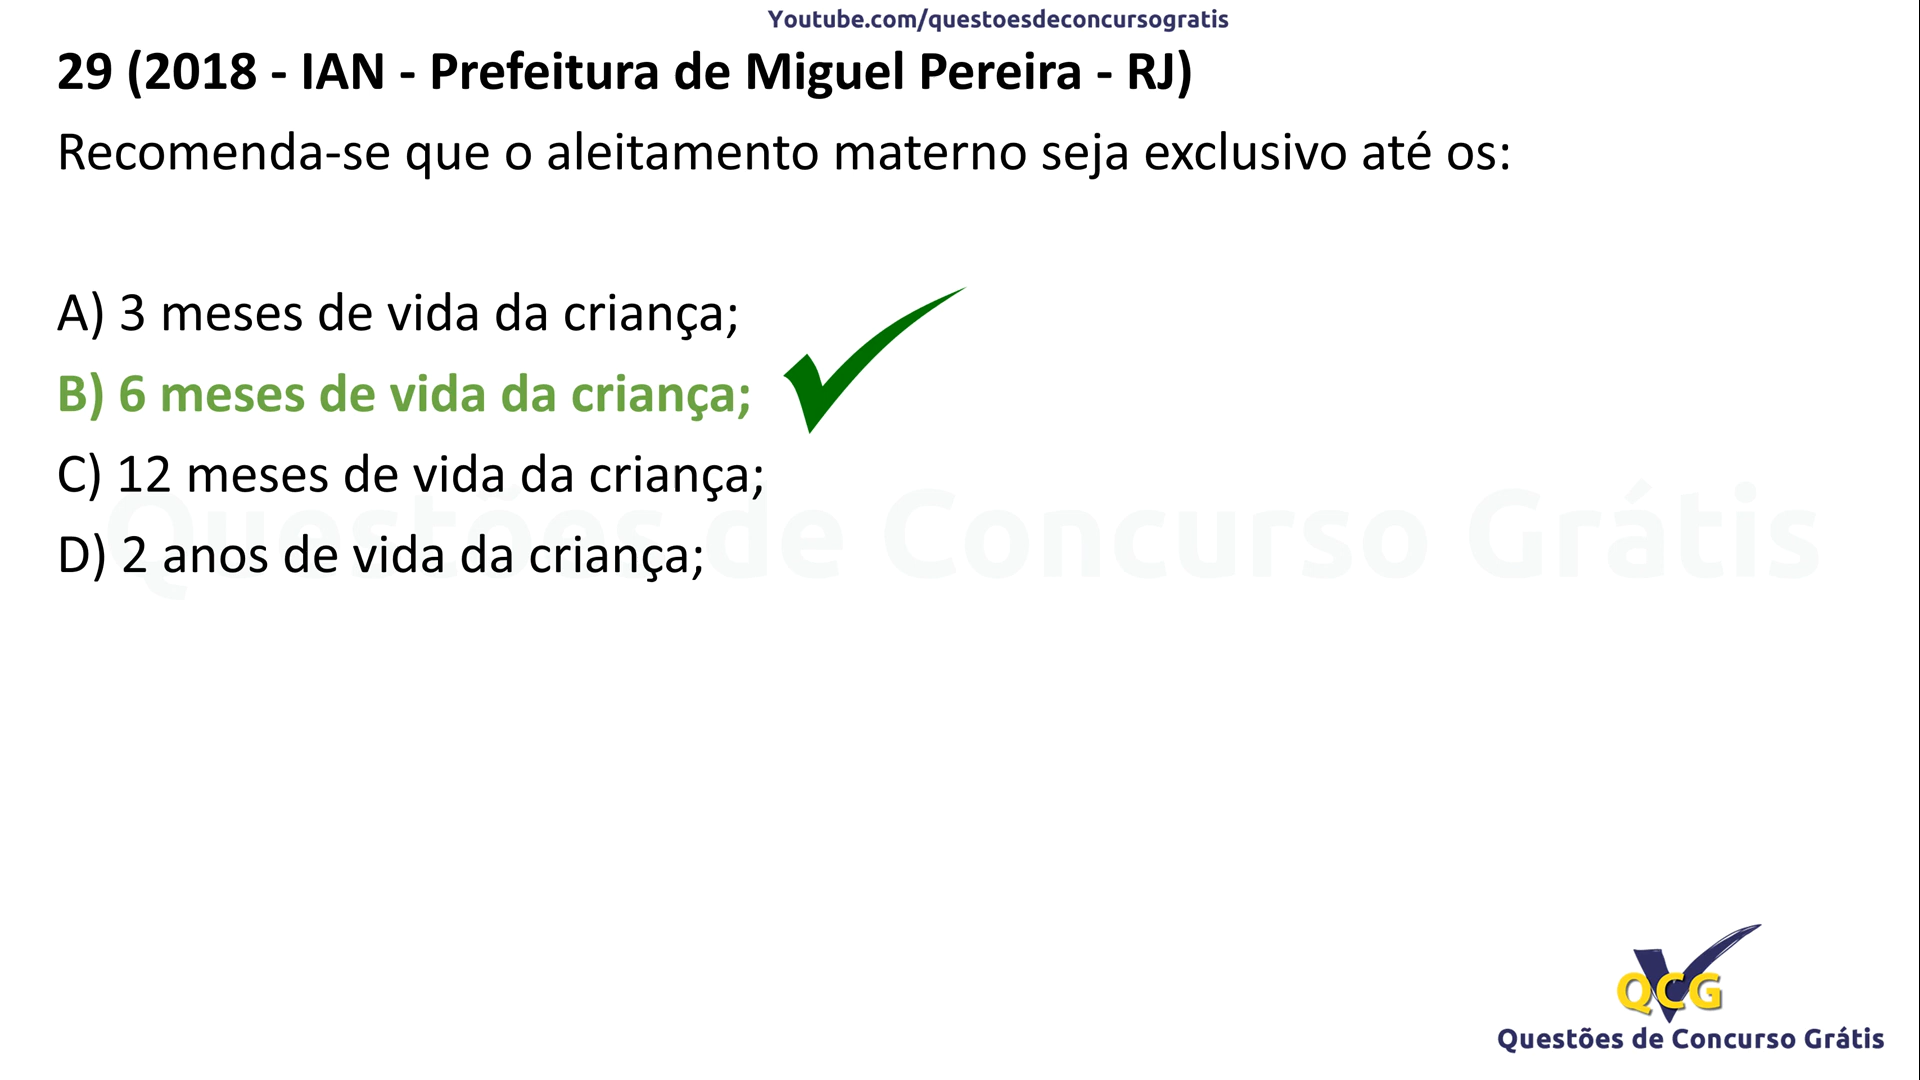 Youtube.com/questoesdeconcursogratis
29 (2018 - IAN - Prefeitura de Miguel Pereira - RJ)
Recomenda-se que o aleitamento materno seja exclusivo até os:
A) 3 meses de vida da criança;
B) 6 meses de vida da criança;
C) 12 meses de vida da criança;
Questões de Concurso Grátis
D) 2 anos de vida da criança;
QCG
Questões de Concurso Grátis